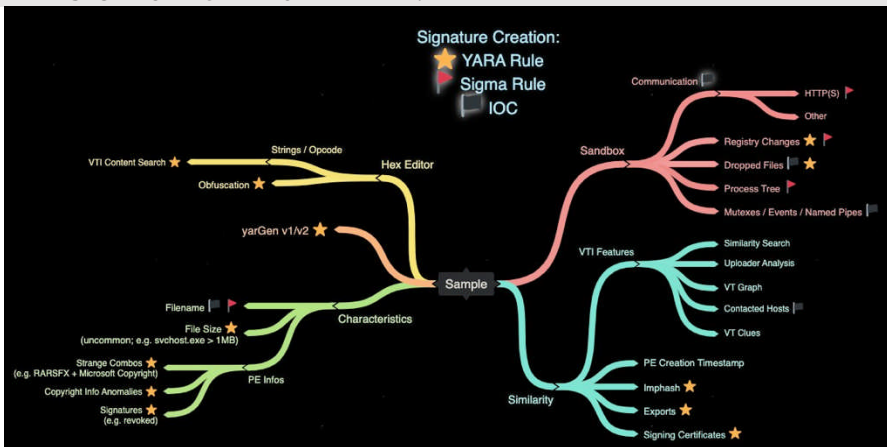 Signature Creation:
YARA Rule
Sigma Rule
IOC
VTI Content Search
Strings / Opcode
Obfuscation
Hex Editor
yarGen v1/v2
Filename
File Size
(uncommon; e.g. svchost.exe > 1MB)
Characteristics
Strange Combos
(e.g. RARSFX + Microsoft Copyright)
Copyright Info Anomalies
Signatures
(e.g. revoked)
PE Infos
Sample
Sandbox
Communication
HTTP(S)
Other
Registry Changes
Dropped Files
Process Tree
Mutexes / Events / Named Pipes
VTI Features
Similarity Search
Uploader Analysis
VT Graph
Contacted Hosts
VT Clues
Similarity
PE Creation Timestamp
Imphash
Exports
Signing Certificates